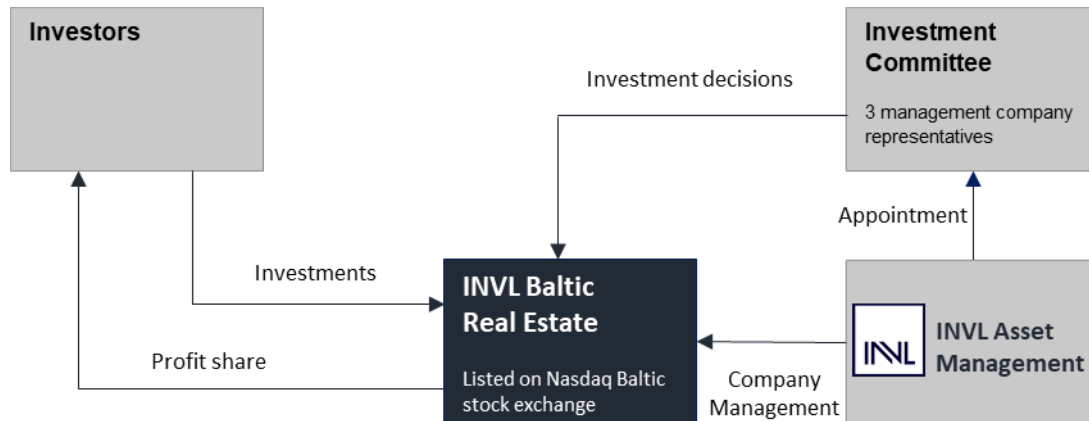 Investors
Investment
Committee
3 management company
representatives
Investment decisions
Appointment
Investments
INVL Baltic
Real Estate
Listed on Nasdaq Baltic
stock exchange
Profit share
Company
Management
INVL
INVL Asset
Management